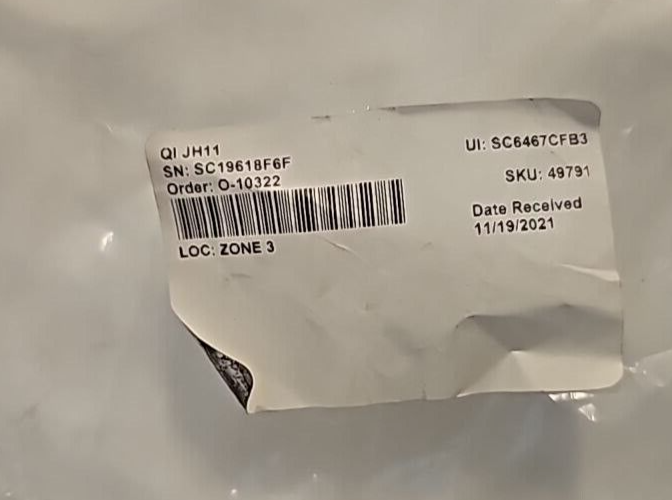 QI JH11
SN: SC19618F6F
Order: O-10322
LOC: ZONE 3
UI: SC6467CFB3
SKU: 49791
Date Received
11/19/2021